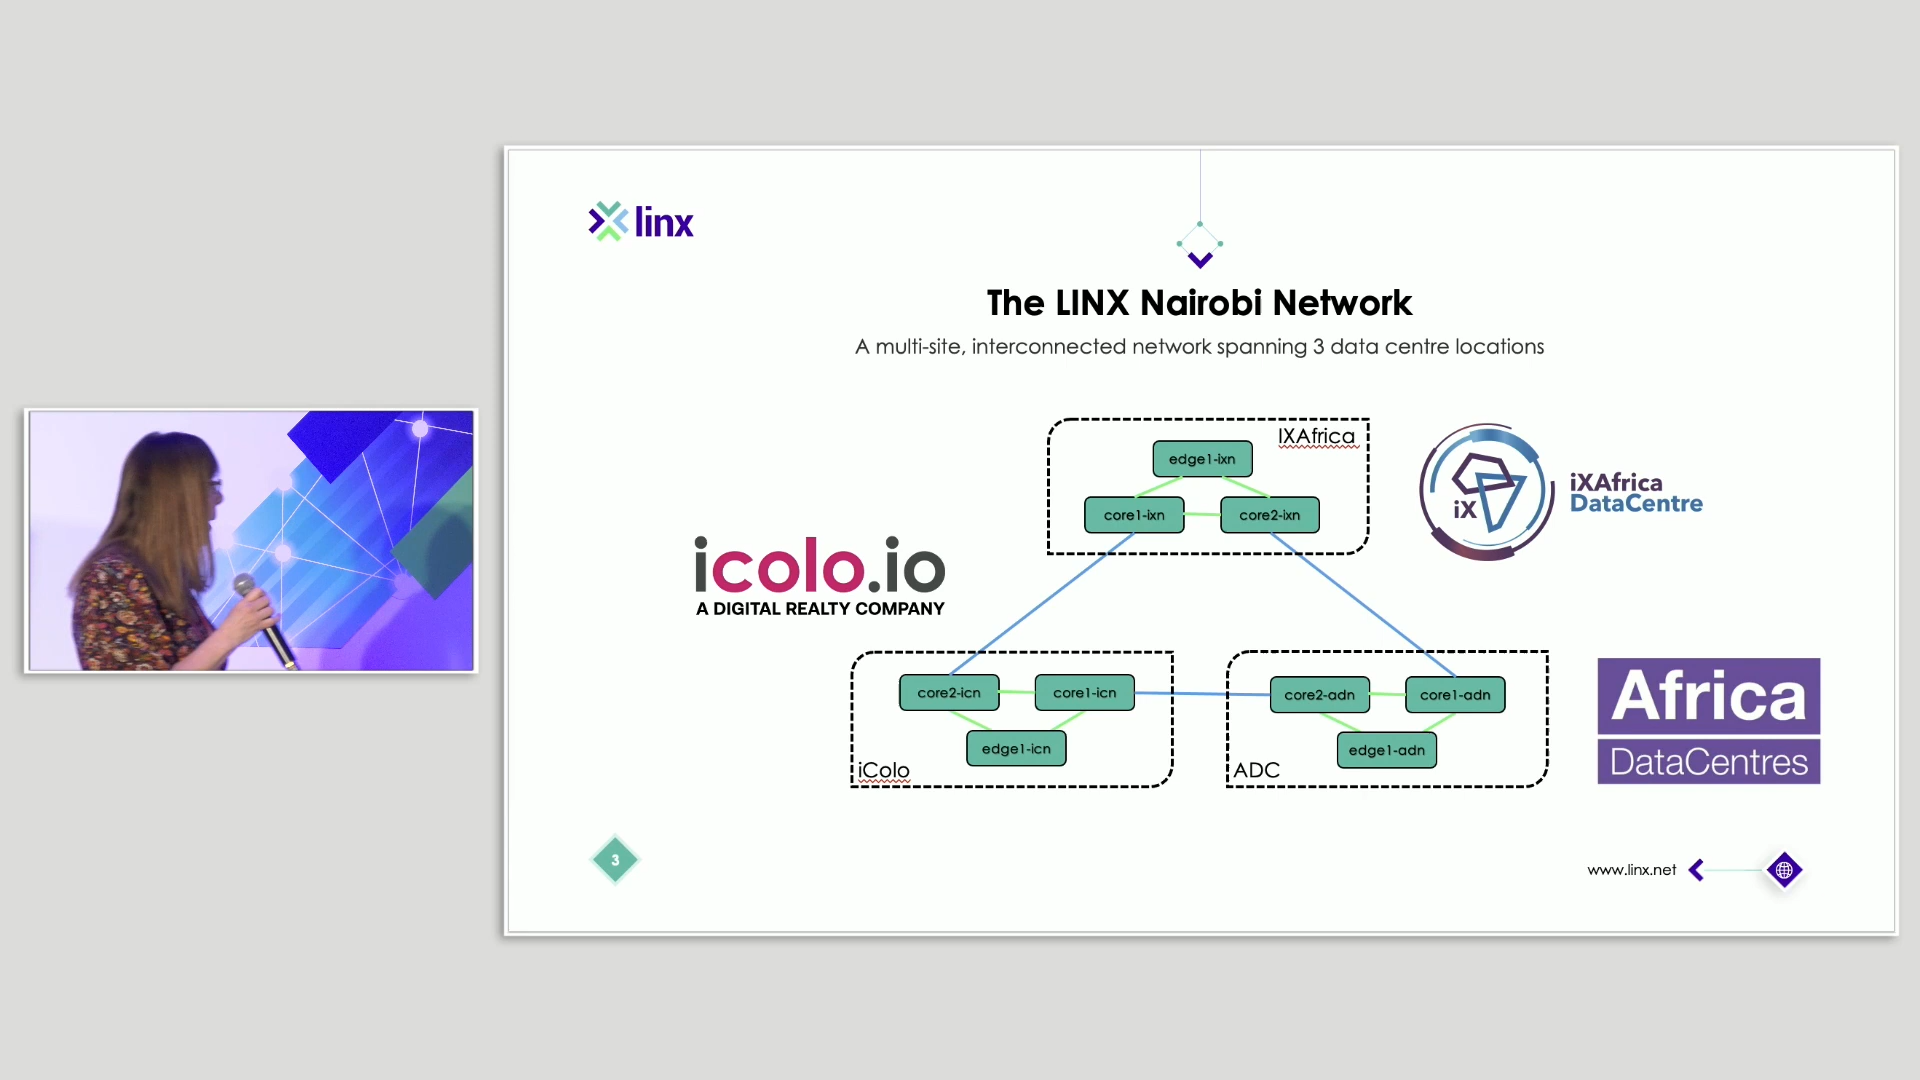 linx
The LINX Nairobi Network
A multi-site, interconnected network spanning 3 data centre locations
IXAfrica
edge1-ixn
core1-ixn
core2-ixn
iX
iXAfrica
DataCentre
icolo.io
A DIGITAL REALTY COMPANY
core2-icn
core1-icn
edge1-icn
iColo
core2-adn
core1-adn
edge1-adn
ADC
Africa
DataCentres
3
www.linx.net